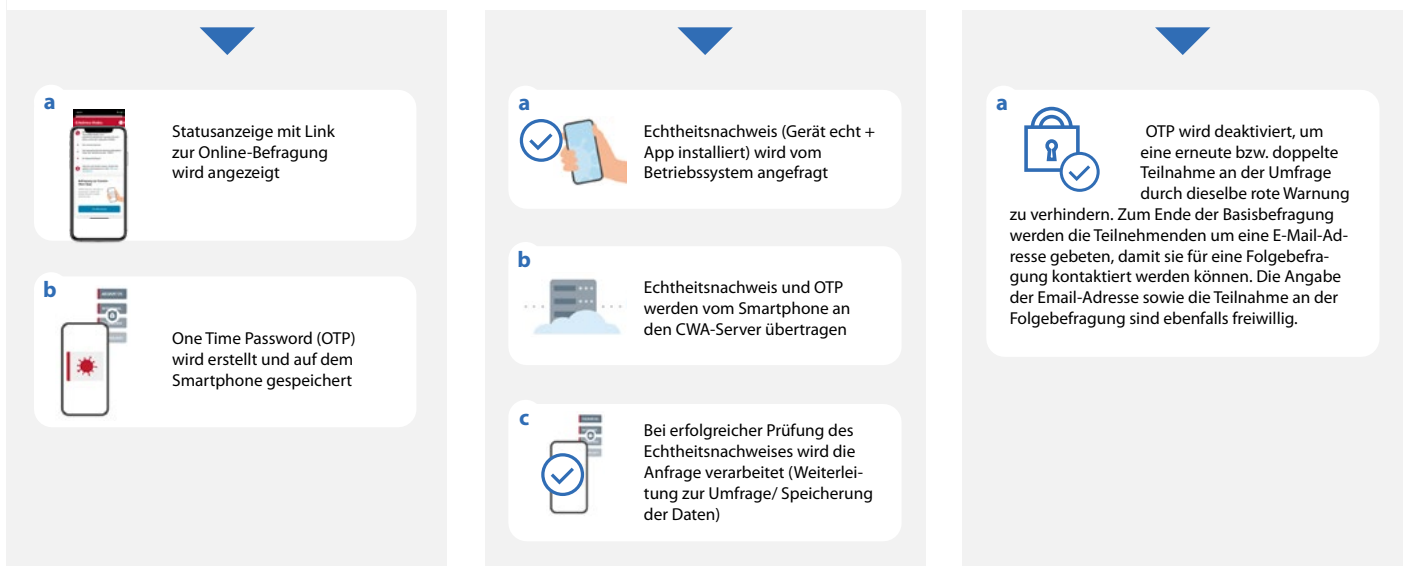 a
Statusanzeige mit Link
zur Online-Befragung
wird angezeigt
b
One Time Password (OTP)
wird erstellt und auf dem
Smartphone gespeichert
a
Echtheitsnachweis (Gerät echt +
App installiert) wird vom
Betriebssystem angefragt
b
Echtheitsnachweis und OTP
werden vom Smartphone an
den CWA-Server übertragen
c
Bei erfolgreicher Prüfung des
Echtheitsnachweises wird die
Anfrage verarbeitet (Weiterlei-
tung zur Umfrage/ Speicherung
der Daten)
a
OTP wird deaktiviert, um
eine erneute bzw. doppelte
Teilnahme an der Umfrage
durch dieselbe rote Warnung
zu verhindern. Zum Ende der Basisbefragung
werden die Teilnehmenden um eine E-Mail-Ad-
resse gebeten, damit sie für eine Folgebefra-
gung kontaktiert werden können. Die Angabe
der Email-Adresse sowie die Teilnahme an der
Folgebefragung sind ebenfalls freiwillig.